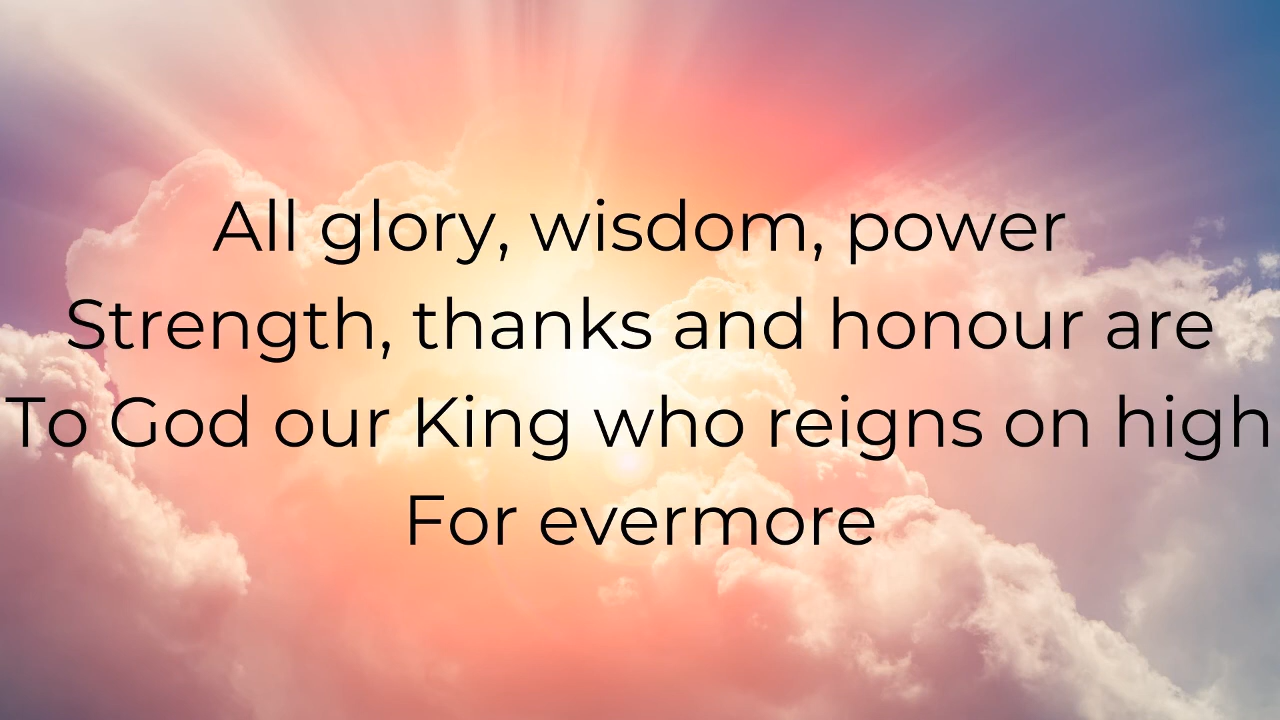 All glory, wisdom, power
Strength, thanks and honour are
To God our King who reigns on high
For evermore